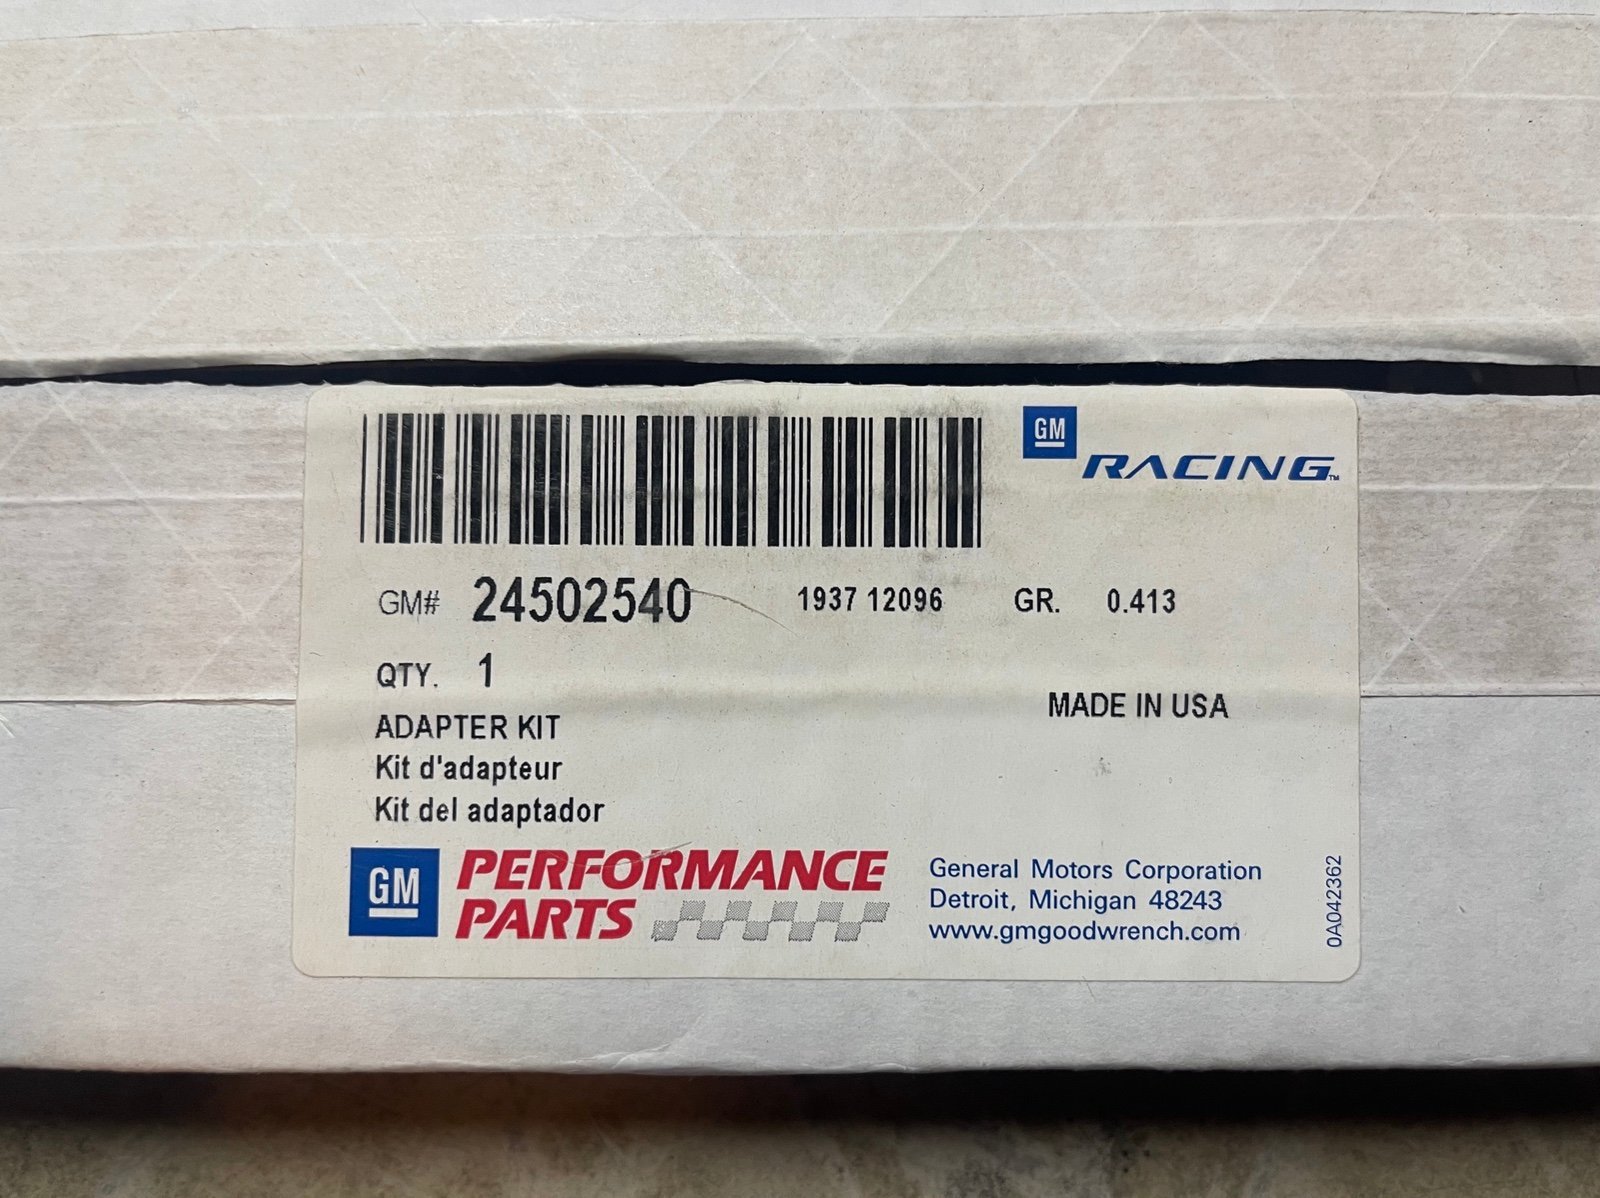 GM
RACING™
GM# 24502540 1937 12096 GR. 0.413
QTY. 1
MADE IN USA
ADAPTER KIT
Kit d'adapteur
Kit del adaptador
GM
PERFORMANCE
PARTS
General Motors Corporation
Detroit, Michigan 48243
www.gmgoodwrench.com
0A042362